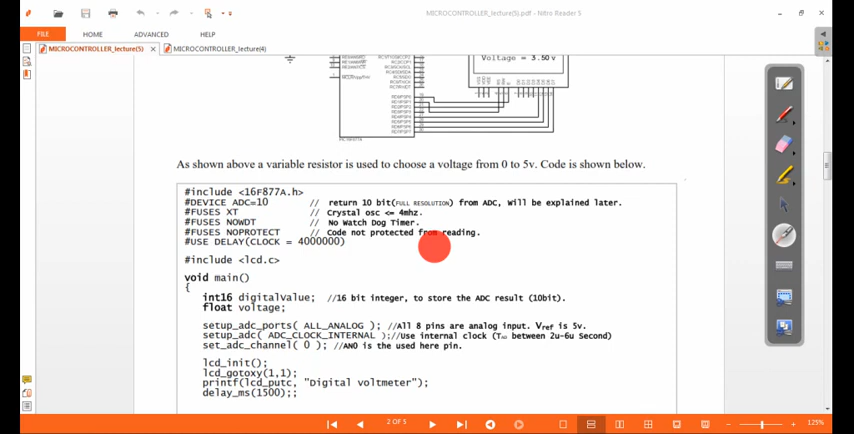 MICROCONTROLLER_lecture(5).pdf - Nitro Reader 5
FILE HOME ADVANCED HELP
MICROCONTROLLER_lecture(5) × MICROCONTROLLER_lecture(4)
Voltage = 3.50 v
As shown above a variable resistor is used to choose a voltage from 0 to 5v. Code is shown below.
#include <16F877A.h>
#DEVICE ADC=10 // return 10 bit(FULL RESOLUTION) from ADC, Will be explained later.
#FUSES XT // Crystal osc <= 4mhz.
#FUSES NOWDT // No Watch Dog Timer.
#FUSES NOPROTECT // Code not protected from reading.
#USE DELAY(CLOCK = 4000000)
#include <lcd.c>
void main()
{
int16 digitalvalue; //16 bit integer, to store the ADC result (10bit).
float voltage;
setup_adc_ports( ALL_ANALOG ); //All 8 pins are analog input. Vref is 5v.
setup_adc( ADC_CLOCK_INTERNAL );//Use internal clock (TAD between 2u-6u Second)
set_adc_channel( 0 ); //AN0 is the used here pin.
lcd_init();
lcd_gotoxy(1,1);
printf(lcd_putc, "Digital voltmeter");
delay_ms(1500);;
2 OF 5
125%